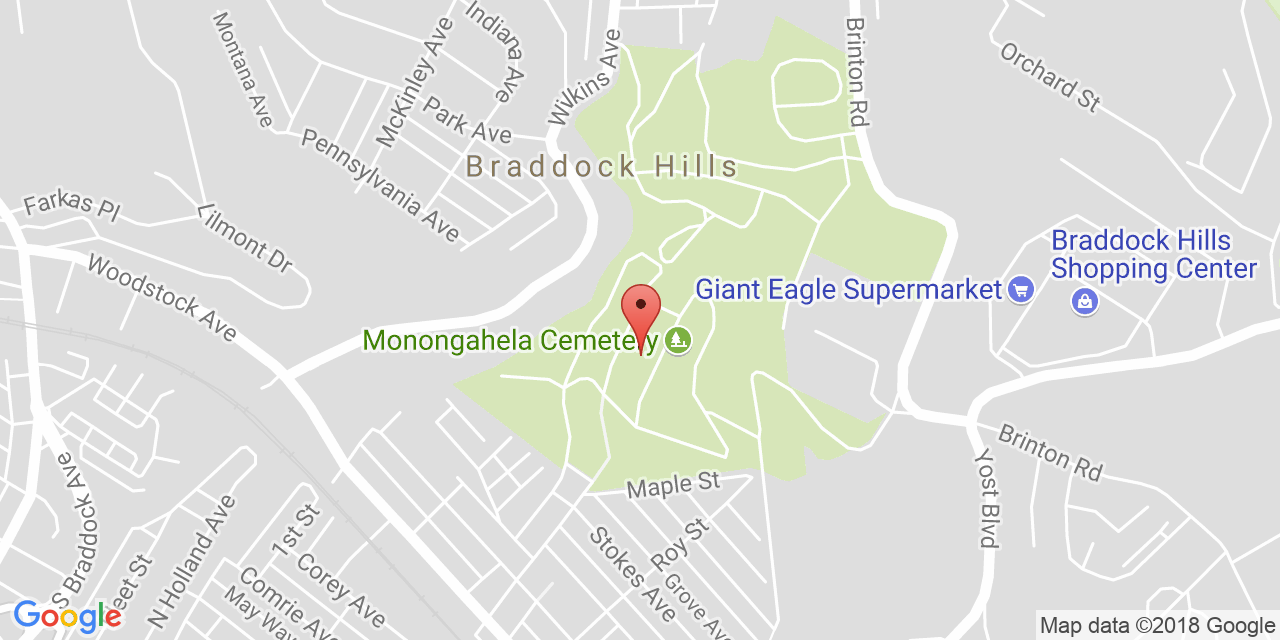 Indiana Ave
Montana Ave
McKinley Ave
Wilkins Ave
Brinton Rd
Orchard St
Park Ave
Pennsylvania Ave
Braddock Hills
Farkas Pl
Lilmont Dr
Braddock Hills
Shopping Center
Woodstock Ave
Giant Eagle Supermarket
Monongahela Cemetery
Brinton Rd
S Braddock Ave
Maple St
Yost Blvd
N Holland Ave
1st St
Stokes Ave
Roy St
Corey Ave
eet St
Comrie Ave
May Way
Grove Ave
Google
Map data ©2018 Google